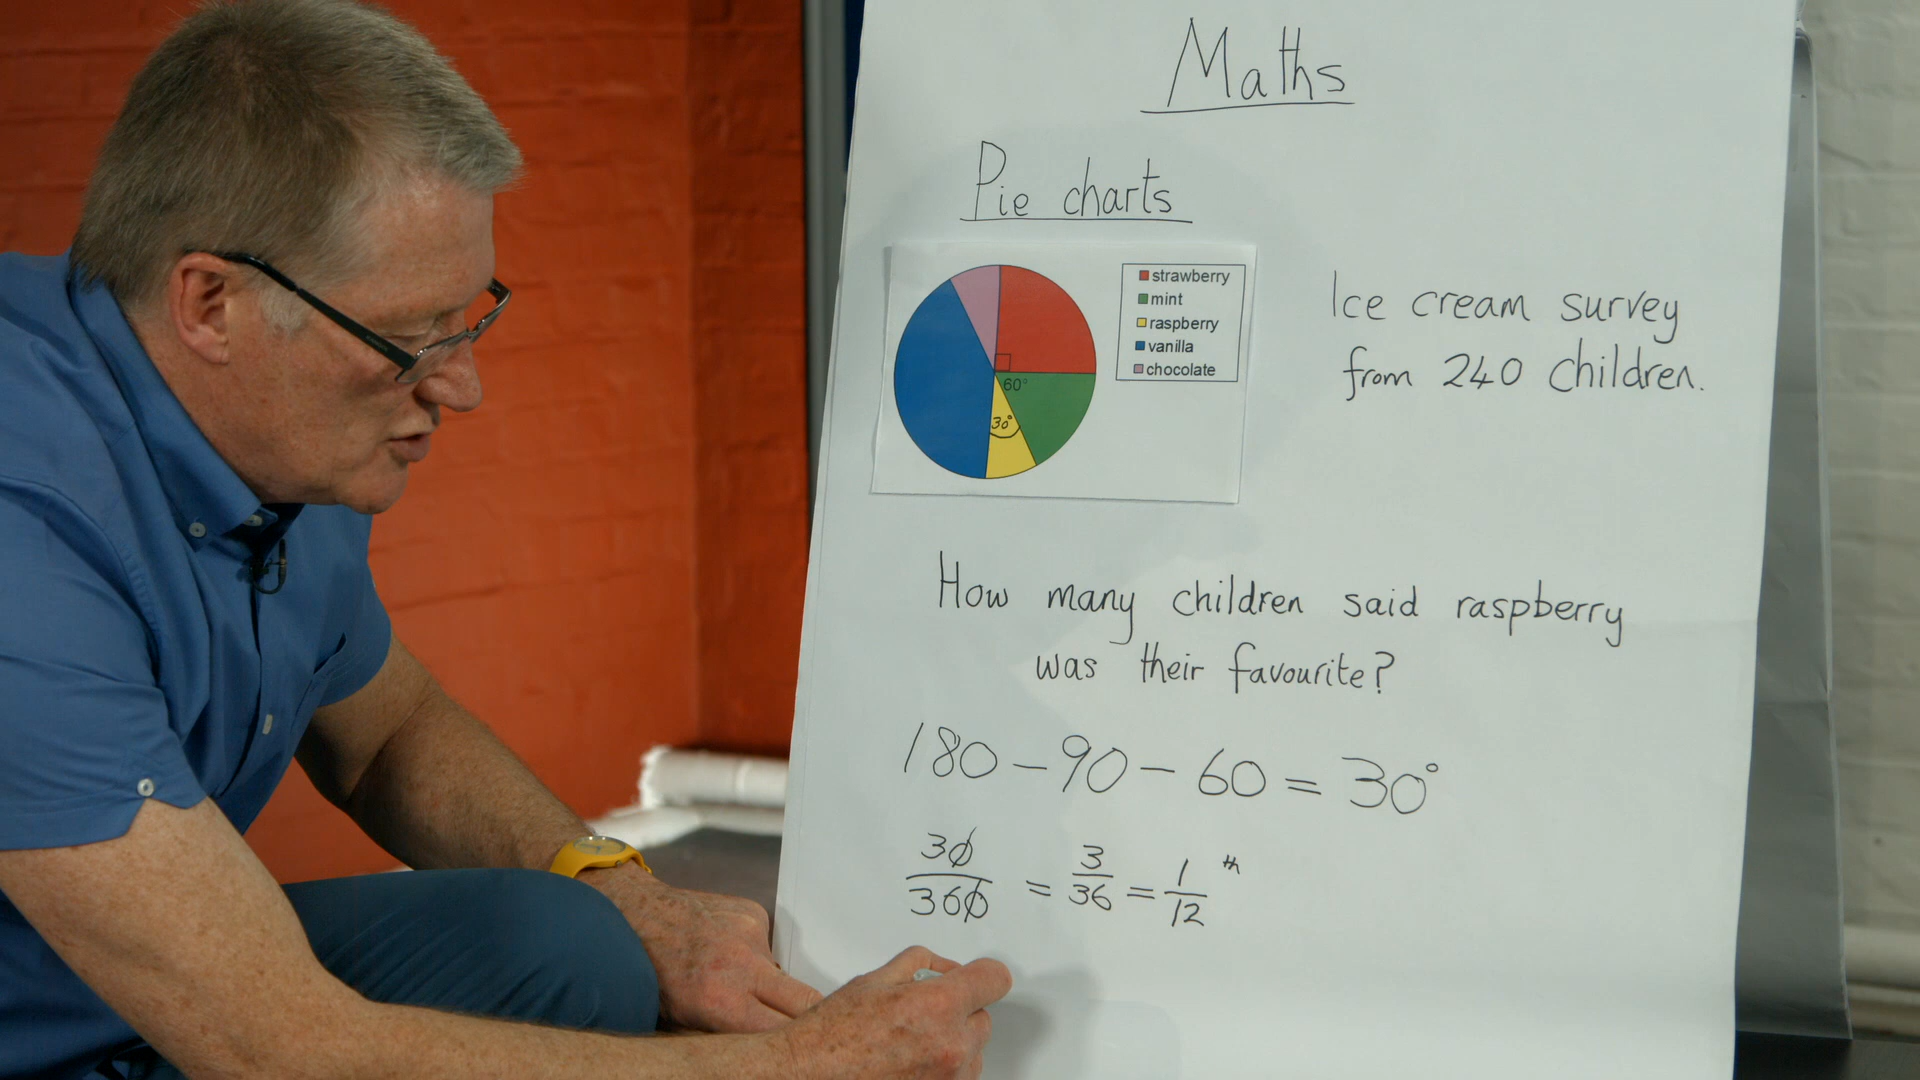 Maths
Pie charts
strawberry
mint
raspberry
vanilla
chocolate
60°
30°
Ice cream survey
from 240 children.
How many children said raspberry
was their favourite?
180 - 90 - 60 = 30°
30/360 = 3/36 = 1/12 th